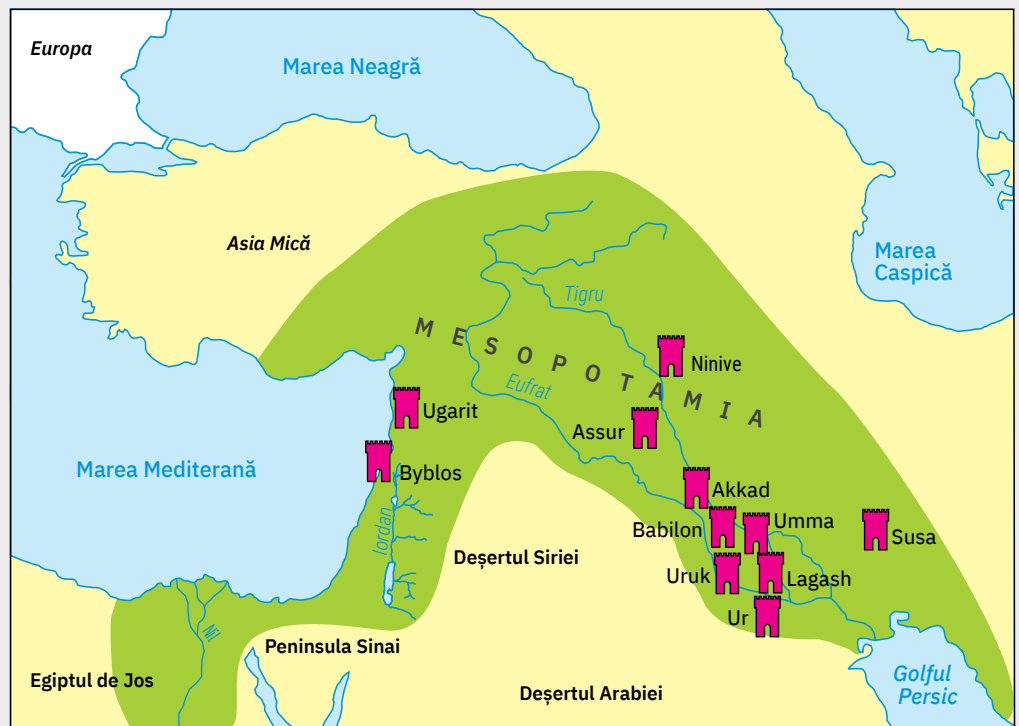 Europa
Marea Neagră
Asia Mică
Marea
Caspică
Tigru
MESOPOTAMIA
Ninive
Eufrat
Ugarit
Assur
Marea Mediterană
Byblos
Akkad
Babilon
Umma
Susa
Iordan
Deșertul Siriei
Uruk
Lagash
Ur
Nil
Peninsula Sinai
Egiptul de Jos
Deșertul Arabiei
Golful
Persic